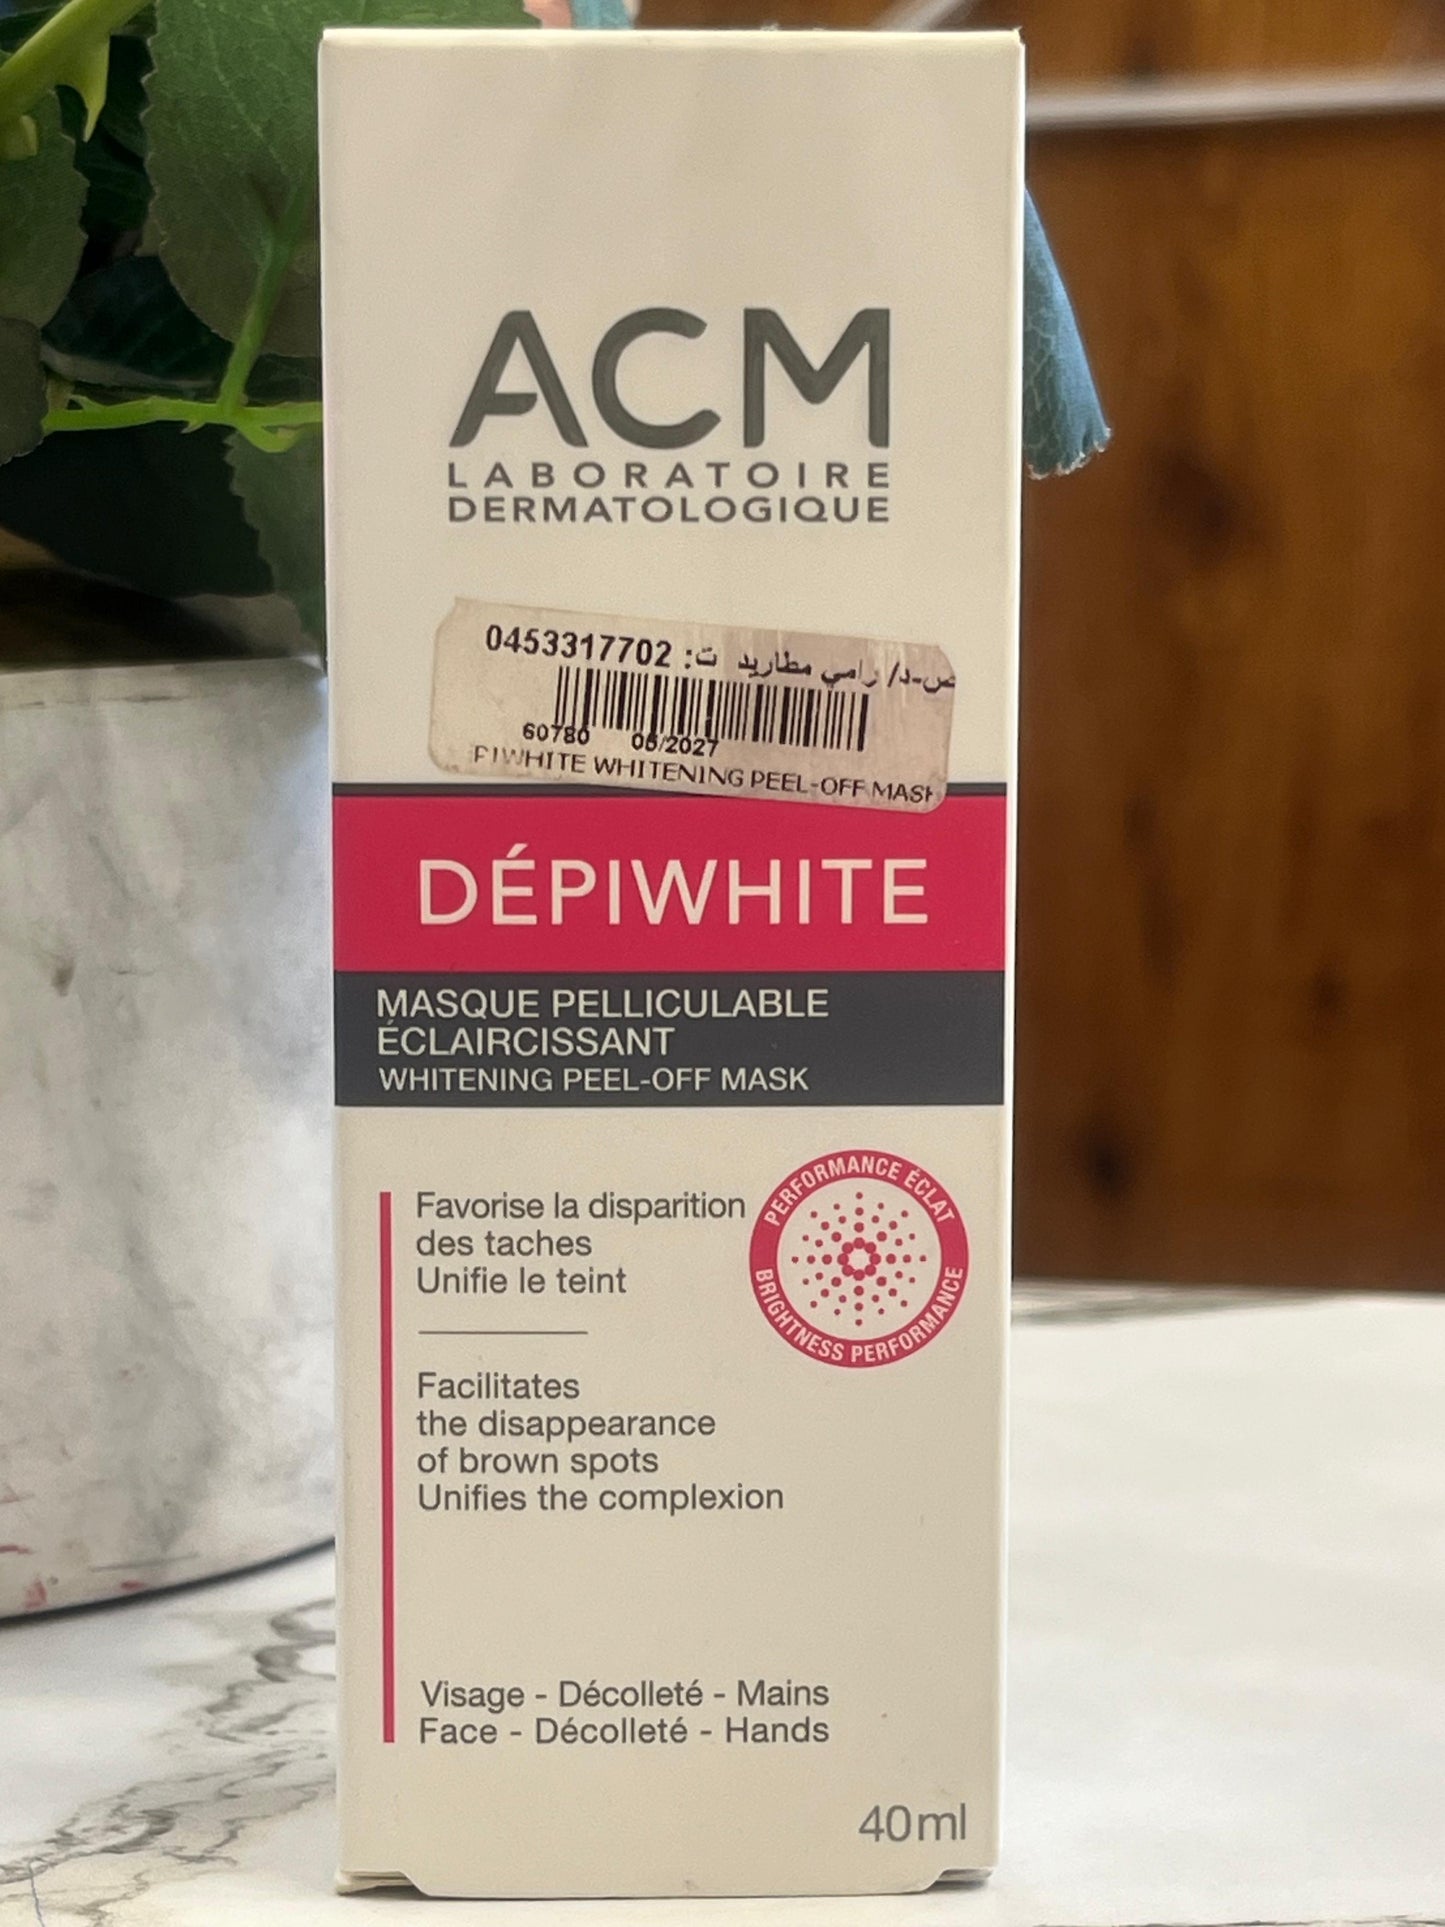 ACM
LABORATOIRE
DERMATOLOGIQUE
ص-د/ رامي مطاريد ت: 0453317702
60780 06/2027
PIWHITE WHITENING PEEL-OFF MASK
DÉPIWHITE
MASQUE PELLICULABLE
ÉCLAIRCISSANT
WHITENING PEEL-OFF MASK
PERFORMANCE ÉCLAT
BRIGHTNESS PERFORMANCE
Favorise la disparition
des taches
Unifie le teint
Facilitates
the disappearance
of brown spots
Unifies the complexion
Visage - Décolleté - Mains
Face - Décolleté - Hands
40ml